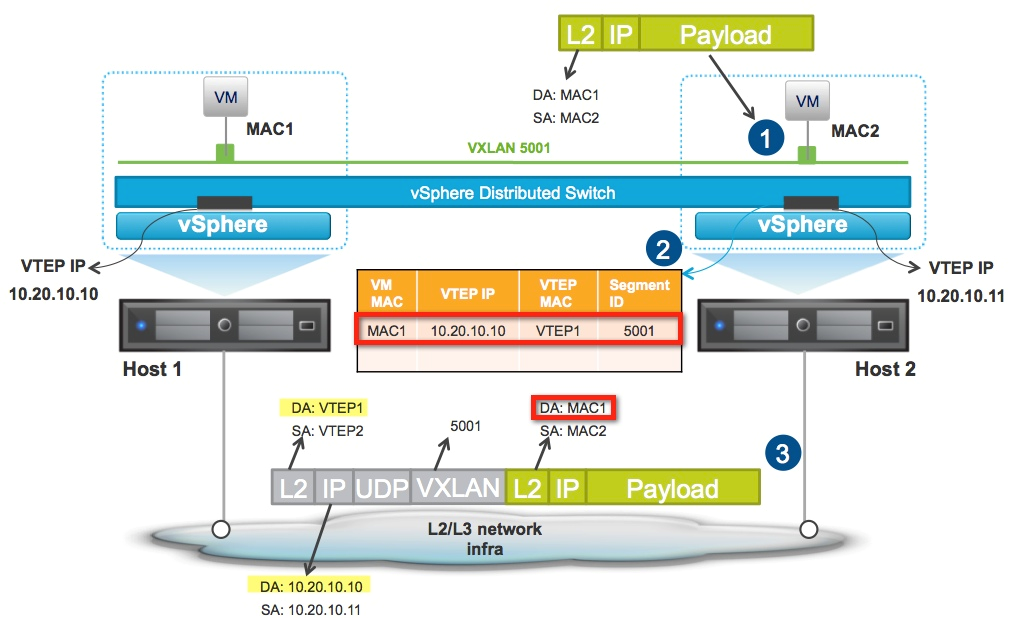 L2 IP Payload
DA: MAC1
SA: MAC2
VM
MAC1
VM
MAC2
1
VXLAN 5001
vSphere Distributed Switch
vSphere
vSphere
VTEP IP
10.20.10.10
2
VTEP IP
10.20.10.11
VM MAC
VTEP IP
VTEP MAC
Segment ID
MAC1 10.20.10.10 VTEP1 5001
Host 1
Host 2
DA: VTEP1
SA: VTEP2
5001
DA: MAC1
SA: MAC2
3
L2 IP UDP VXLAN L2 IP Payload
L2/L3 network
infra
DA: 10.20.10.10
SA: 10.20.10.11